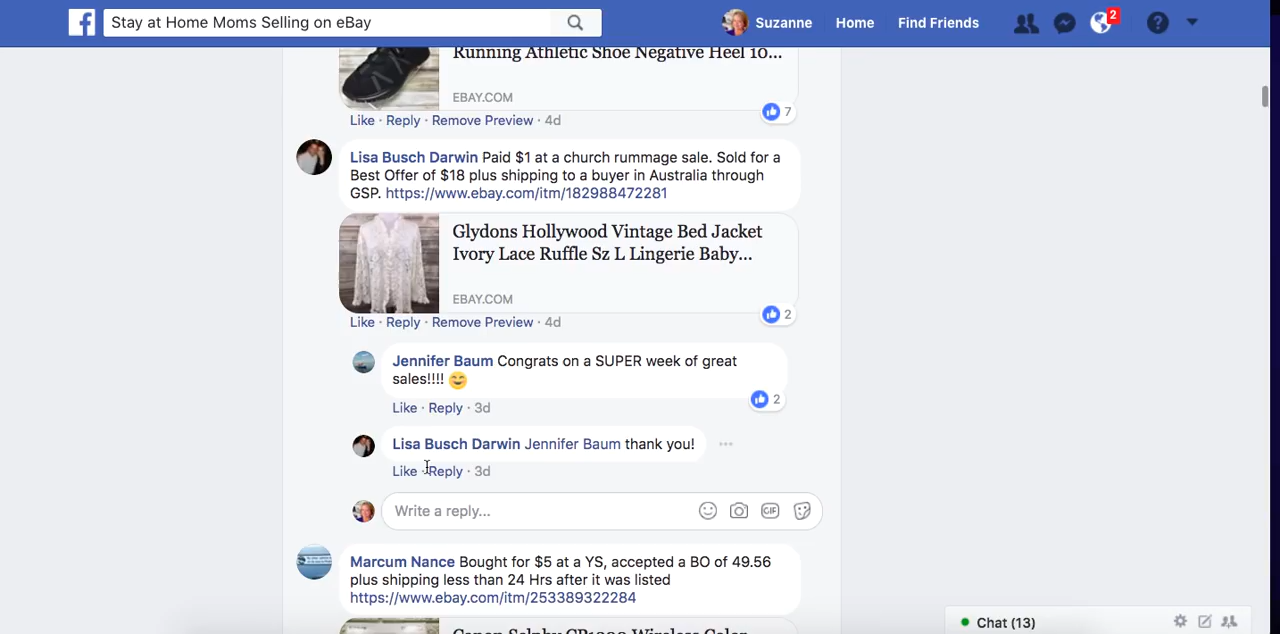 Stay at Home Moms Selling on eBay
Suzanne Home Find Friends 2
Running Athletic Shoe Negative Heel 10...
EBAY.COM
7
Like · Reply · Remove Preview · 4d
Lisa Busch Darwin Paid $1 at a church rummage sale. Sold for a
Best Offer of $18 plus shipping to a buyer in Australia through
GSP. https://www.ebay.com/itm/182988472281
Glydons Hollywood Vintage Bed Jacket
Ivory Lace Ruffle Sz L Lingerie Baby...
EBAY.COM
2
Like · Reply · Remove Preview · 4d
Jennifer Baum Congrats on a SUPER week of great
sales!!!!
2
Like · Reply · 3d
Lisa Busch Darwin Jennifer Baum thank you!
Like · Reply · 3d
Write a reply...
GIF
Marcum Nance Bought for $5 at a YS, accepted a BO of 49.56
plus shipping less than 24 Hrs after it was listed
https://www.ebay.com/itm/253389322284
Canon Selphy CP1200 Wireless Color
Chat (13)